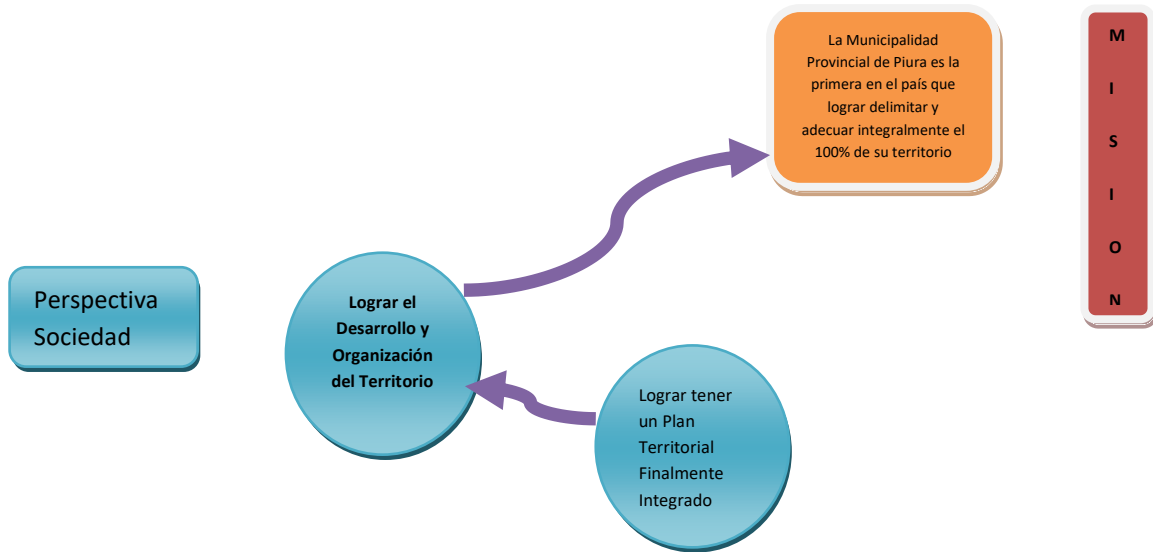 La Municipalidad
Provincial de Piura es la
primera en el país que
lograr delimitar y
adecuar integralmente el
100% de su territorio
M
I
S
I
O
N
Perspectiva
Sociedad
Lograr el
Desarrollo y
Organización
del Territorio
Lograr tener
un Plan
Territorial
Finalmente
Integrado